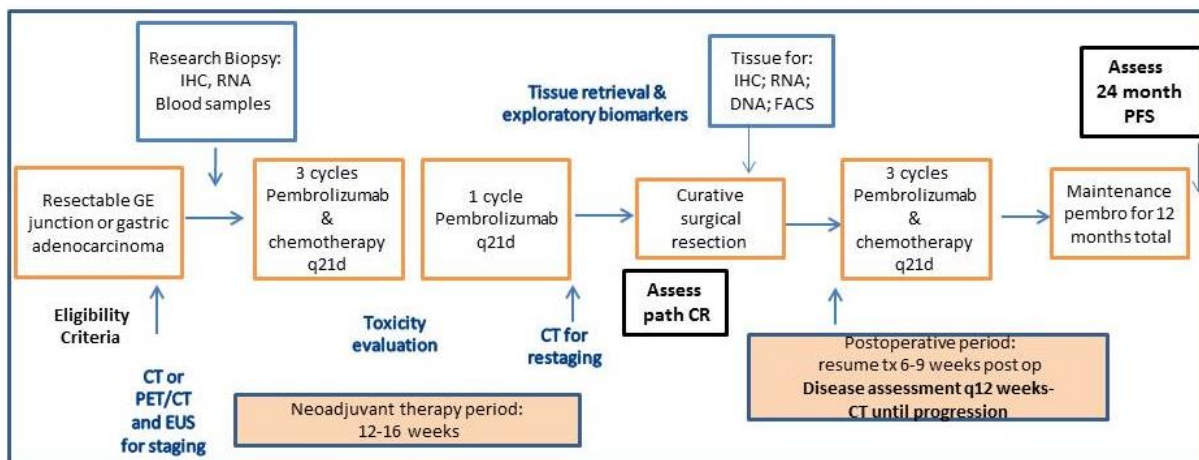 Research Biopsy:
IHC, RNA
Blood samples
Tissue retrieval &
exploratory biomarkers
Tissue for:
IHC; RNA;
DNA; FACS
Assess
24 month
PFS
Resectable GE
junction or gastric
adenocarcinoma
3 cycles
Pembrolizumab
&
chemotherapy
q21d
1 cycle
Pembrolizumab
q21d
Curative
surgical
resection
3 cycles
Pembrolizumab
&
chemotherapy
q21d
Maintenance
pembro for 12
months total
Eligibility
Criteria
Toxicity
evaluation
CT for
restaging
Assess
path CR
CT or
PET/CT
and EUS
for staging
Neoadjuvant therapy period:
12-16 weeks
Postoperative period:
resume tx 6-9 weeks post op
Disease assessment q12 weeks-
CT until progression